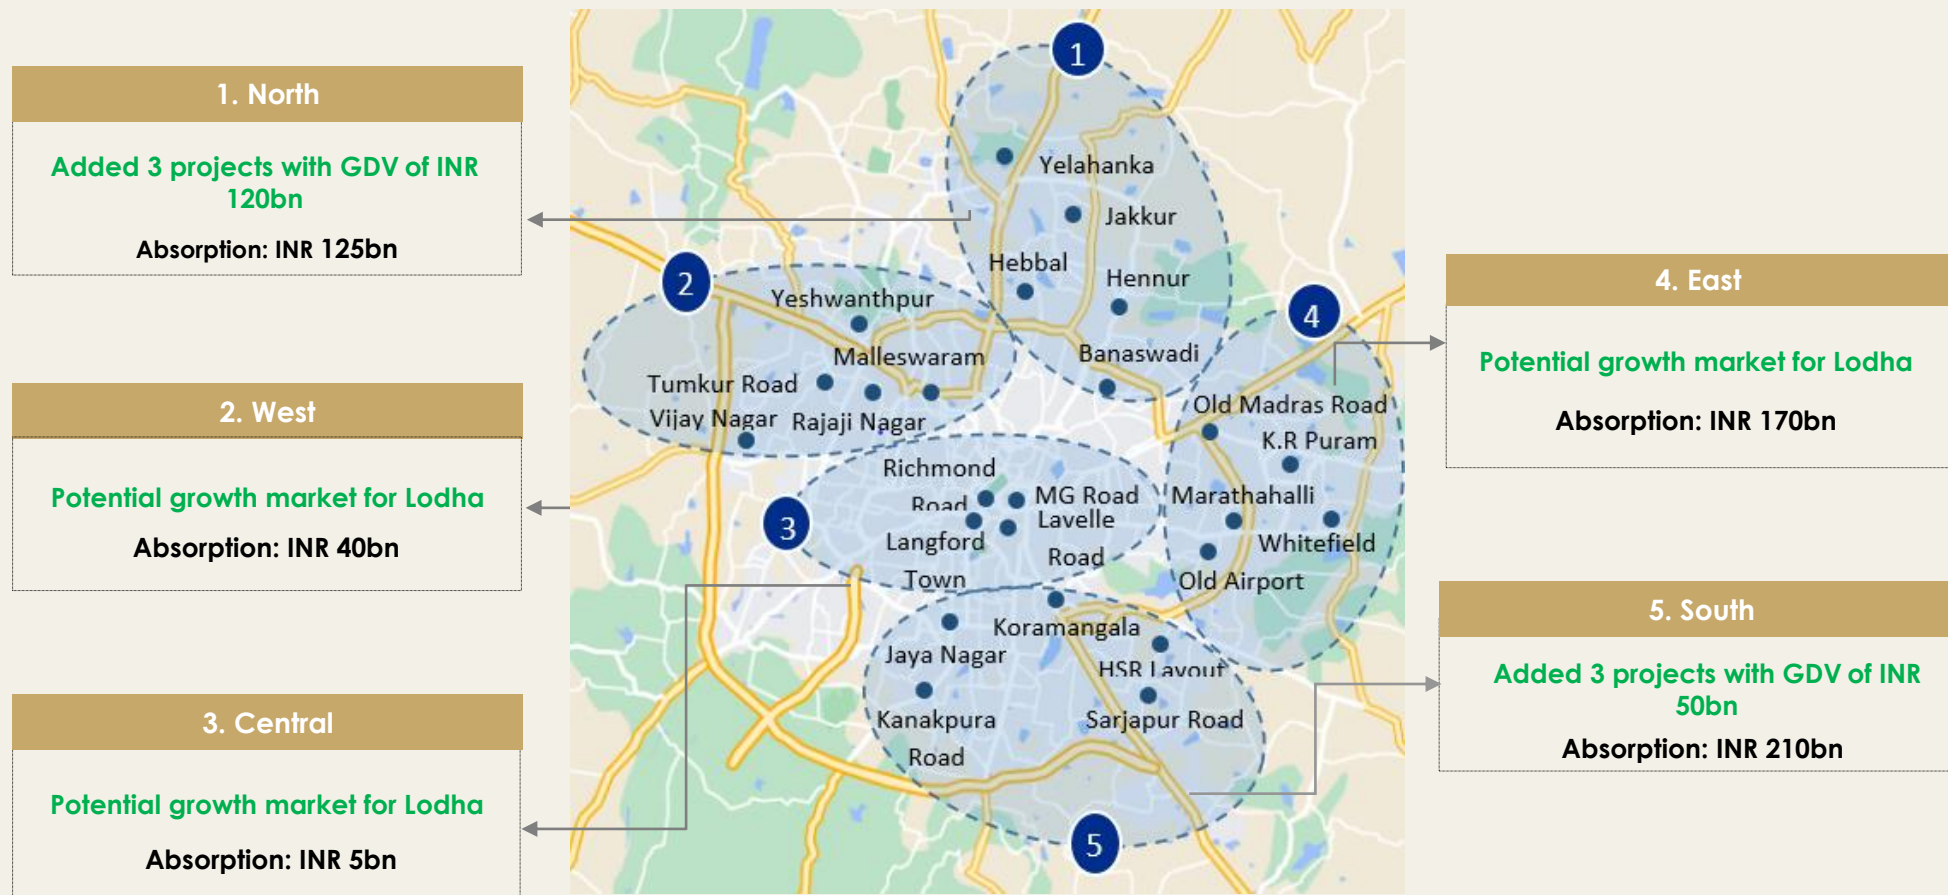 1. North
Added 3 projects with GDV of INR
120bn
Absorption: INR 125bn
2. West
Potential growth market for Lodha
Absorption: INR 40bn
3. Central
Potential growth market for Lodha
Absorption: INR 5bn
1
Yelahanka
Jakkur
Hebbal
Hennur
Banaswadi
2
Yeshwanthpur
Malleswaram
Tumkur Road
Vijay Nagar
Rajaji Nagar
3
Richmond
Road
MG Road
Lavelle
Road
Langford
Town
4
Old Madras Road
K.R Puram
Marathahalli
Whitefield
Old Airport
Koramangala
Jaya Nagar
HSR Layout
Kanakpura
Road
Sarjapur Road
5
4. East
Potential growth market for Lodha
Absorption: INR 170bn
5. South
Added 3 projects with GDV of INR
50bn
Absorption: INR 210bn